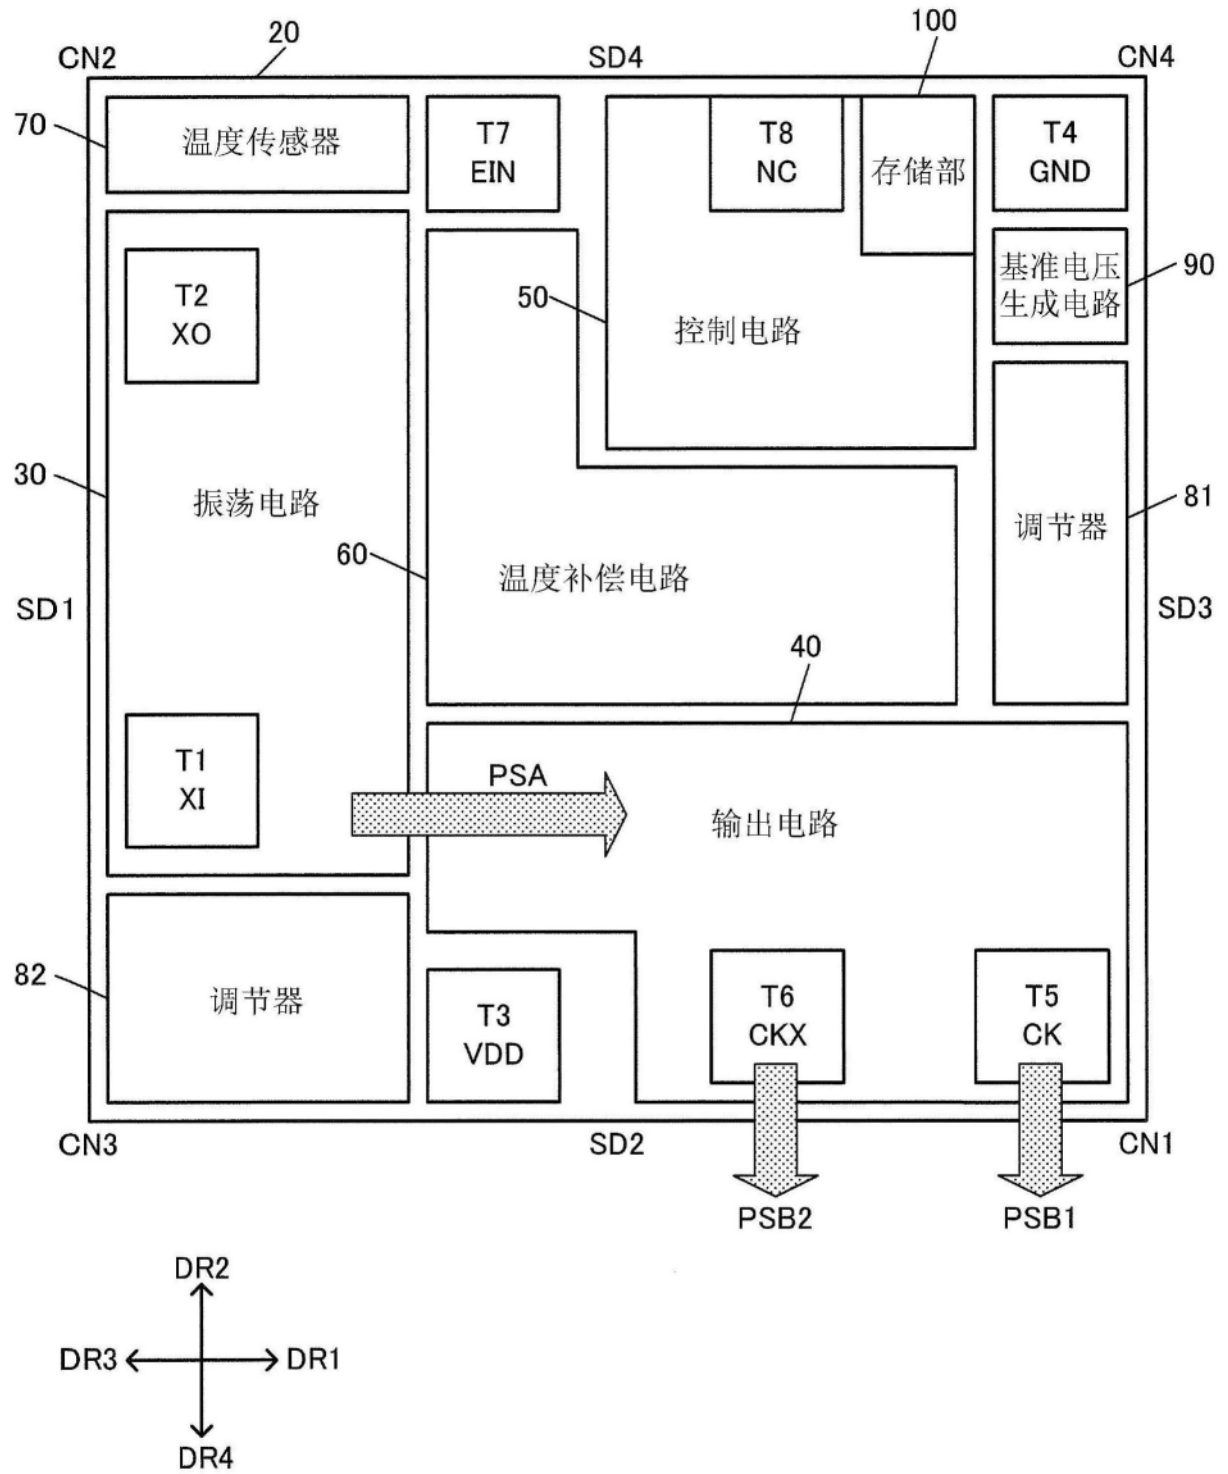 CN2
20
SD4
100
CN4
70
温度传感器
T7
EIN
T8
NC
存储部
T4
GND
T2
XO
50
控制电路
基准电压
生成电路
90
30
振荡电路
60
温度补偿电路
调节器
81
SD1
SD3
40
T1
XI
PSA
输出电路
82
调节器
T3
VDD
T6
CKX
T5
CK
CN3
SD2
CN1
PSB2
PSB1
DR2
DR3
DR1
DR4